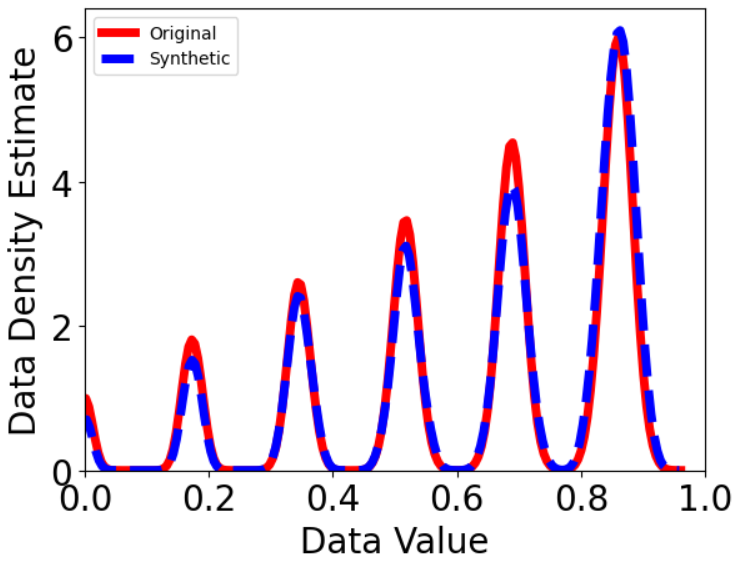 Original
Synthetic
Data Density Estimate
6
4
2
0
0.0 0.2 0.4 0.6 0.8 1.0
Data Value